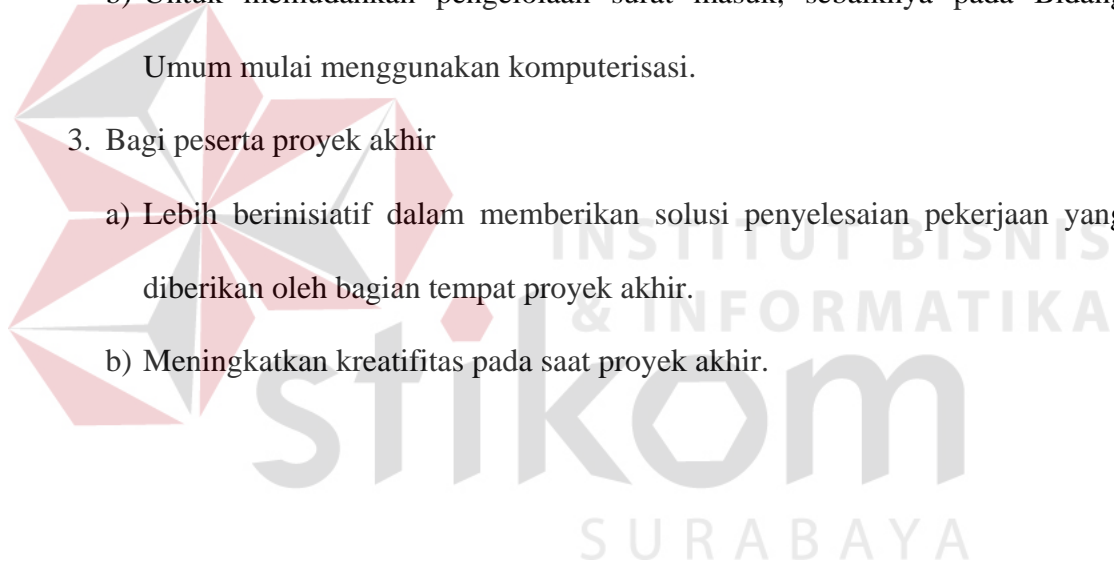 b) Untuk memudahkan pengelolaan surat masuk, sebaiknya pada Bidang
Umum mulai menggunakan komputerisasi.
3. Bagi peserta proyek akhir
a) Lebih berinisiatif dalam memberikan solusi penyelesaian pekerjaan yang
diberikan oleh bagian tempat proyek akhir.
b) Meningkatkan kreatifitas pada saat proyek akhir.
INSTITUT BISNIS
& INFORMATIKA
stikom
SURABAYA